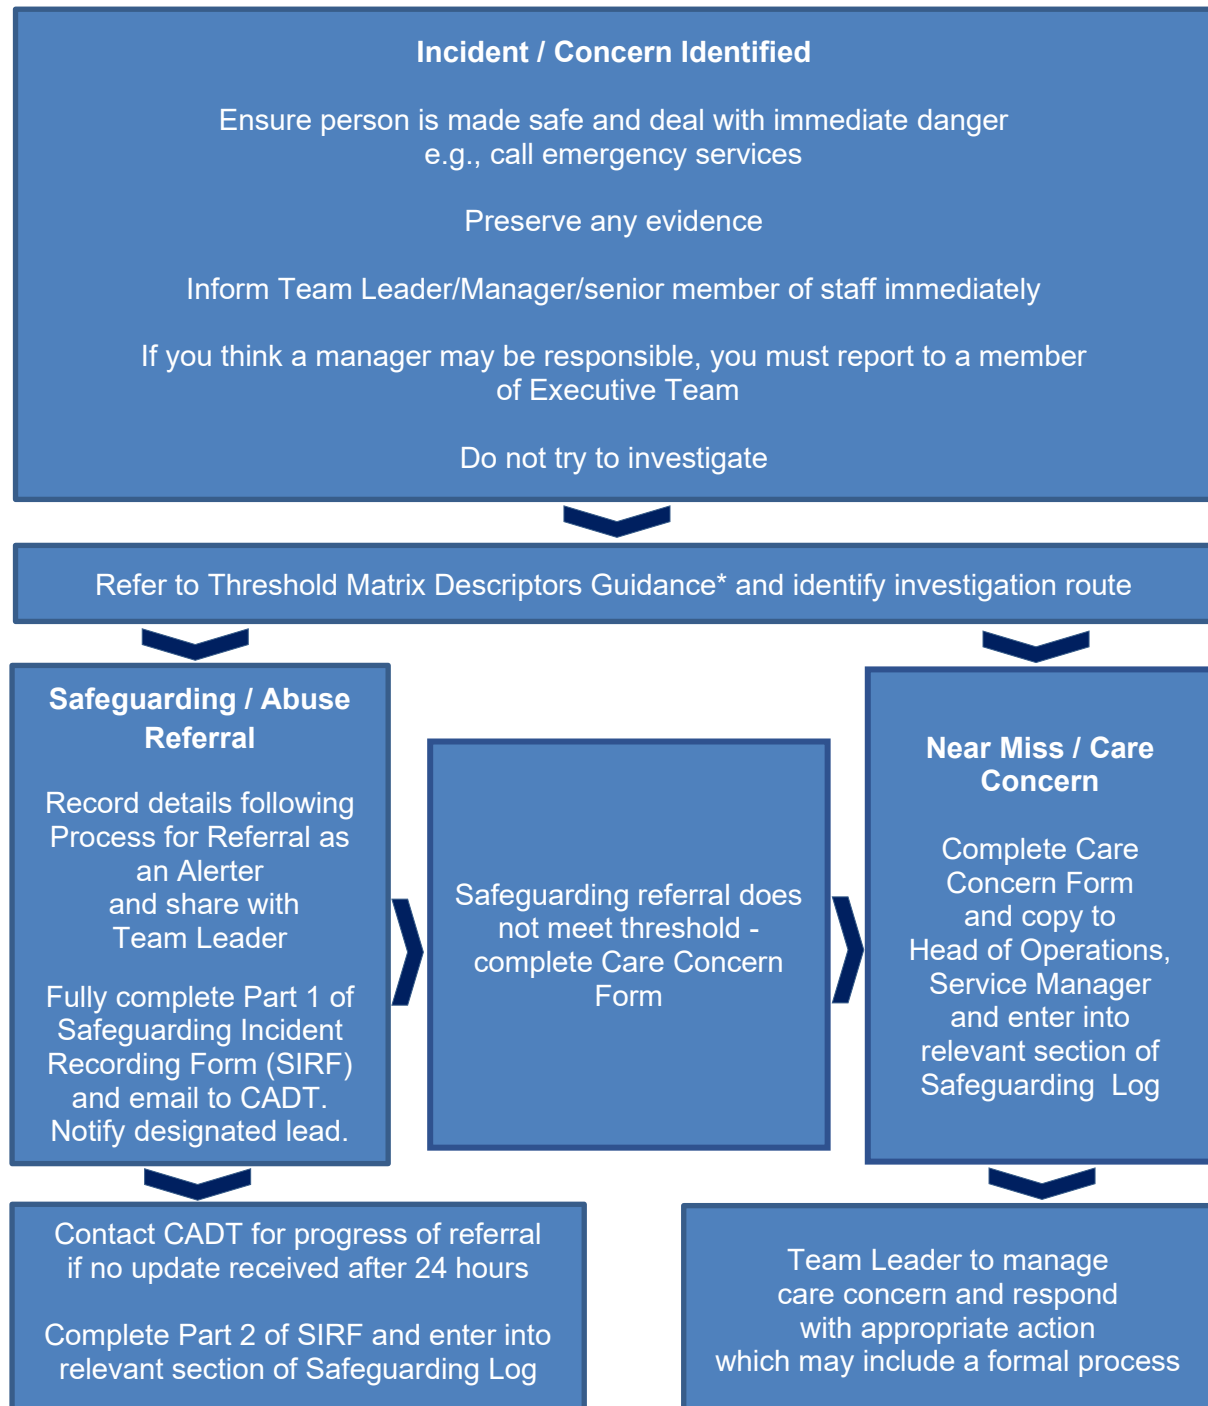 Incident / Concern Identified
Ensure person is made safe and deal with immediate danger
e.g., call emergency services
Preserve any evidence
Inform Team Leader/Manager/senior member of staff immediately
If you think a manager may be responsible, you must report to a member
of Executive Team
Do not try to investigate
Refer to Threshold Matrix Descriptors Guidance* and identify investigation route
Safeguarding / Abuse
Referral
Record details following
Process for Referral as
an Alerter
and share with
Team Leader
Fully complete Part 1 of
Safeguarding Incident
Recording Form (SIRF)
and email to CADT.
Notify designated lead.
Safeguarding referral does
not meet threshold -
complete Care Concern
Form
Near Miss / Care
Concern
Complete Care
Concern Form
and copy to
Head of Operations,
Service Manager
and enter into
relevant section of
Safeguarding  Log
Contact CADT for progress of referral
if no update received after 24 hours
Complete Part 2 of SIRF and enter into
relevant section of Safeguarding Log
Team Leader to manage
care concern and respond
with appropriate action
which may include a formal process